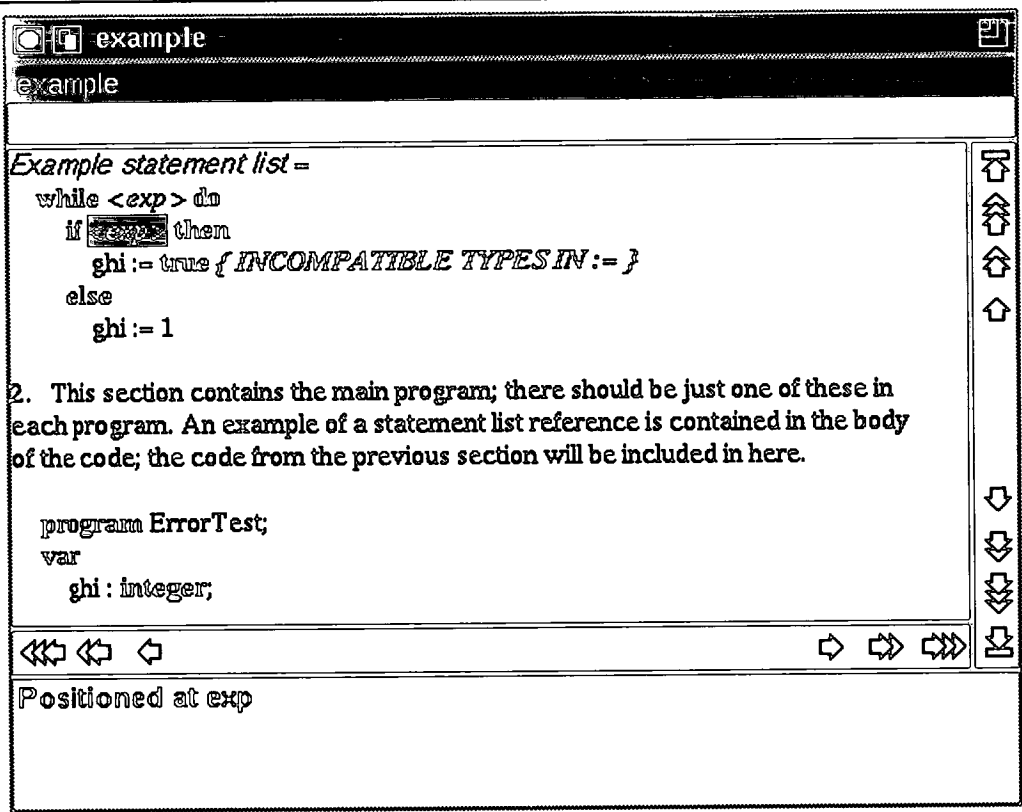 example
example
Example statement list =
while <exp> do
if <exp> then
ghi := true { INCOMPATIBLE TYPES IN := }
else
ghi := 1
2. This section contains the main program; there should be just one of these in
each program. An example of a statement list reference is contained in the body
of the code; the code from the previous section will be included in here.
program ErrorTest;
var
ghi : integer;
Positioned at exp